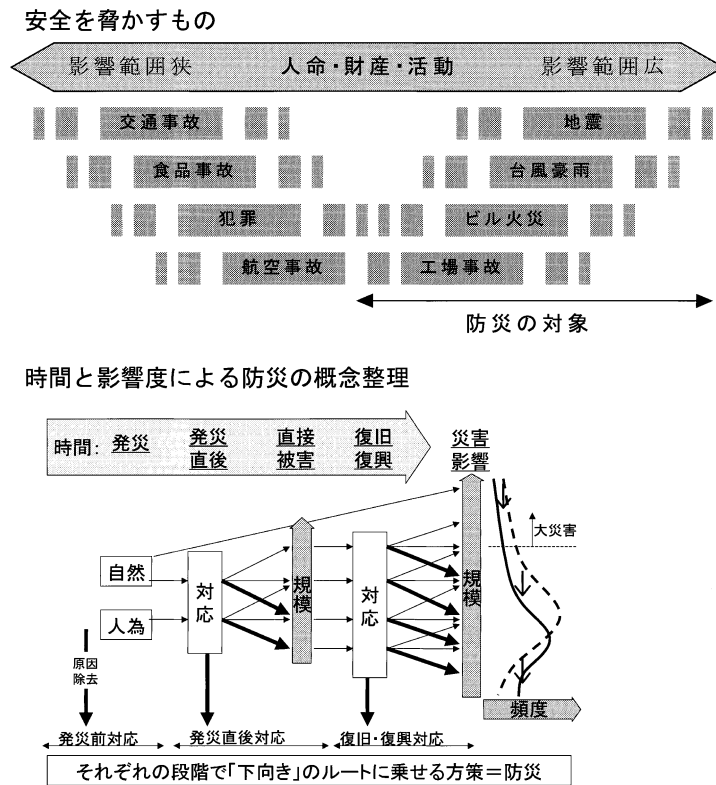 安全を脅かすもの
影響範囲狭 人命・財産・活動 影響範囲広
交通事故 地震
食品事故 台風豪雨
犯罪 ビル火災
航空事故 工場事故
防災の対象
時間と影響度による防災の概念整理
時間: 発災 発災直後 直接被害 復旧復興
災害影響
大災害
自然
人為
対応
規模
対応
規模
原因除去
頻度
発災前対応 発災直後対応 復旧・復興対応
それぞれの段階で「下向き」のルートに乗せる方策＝防災